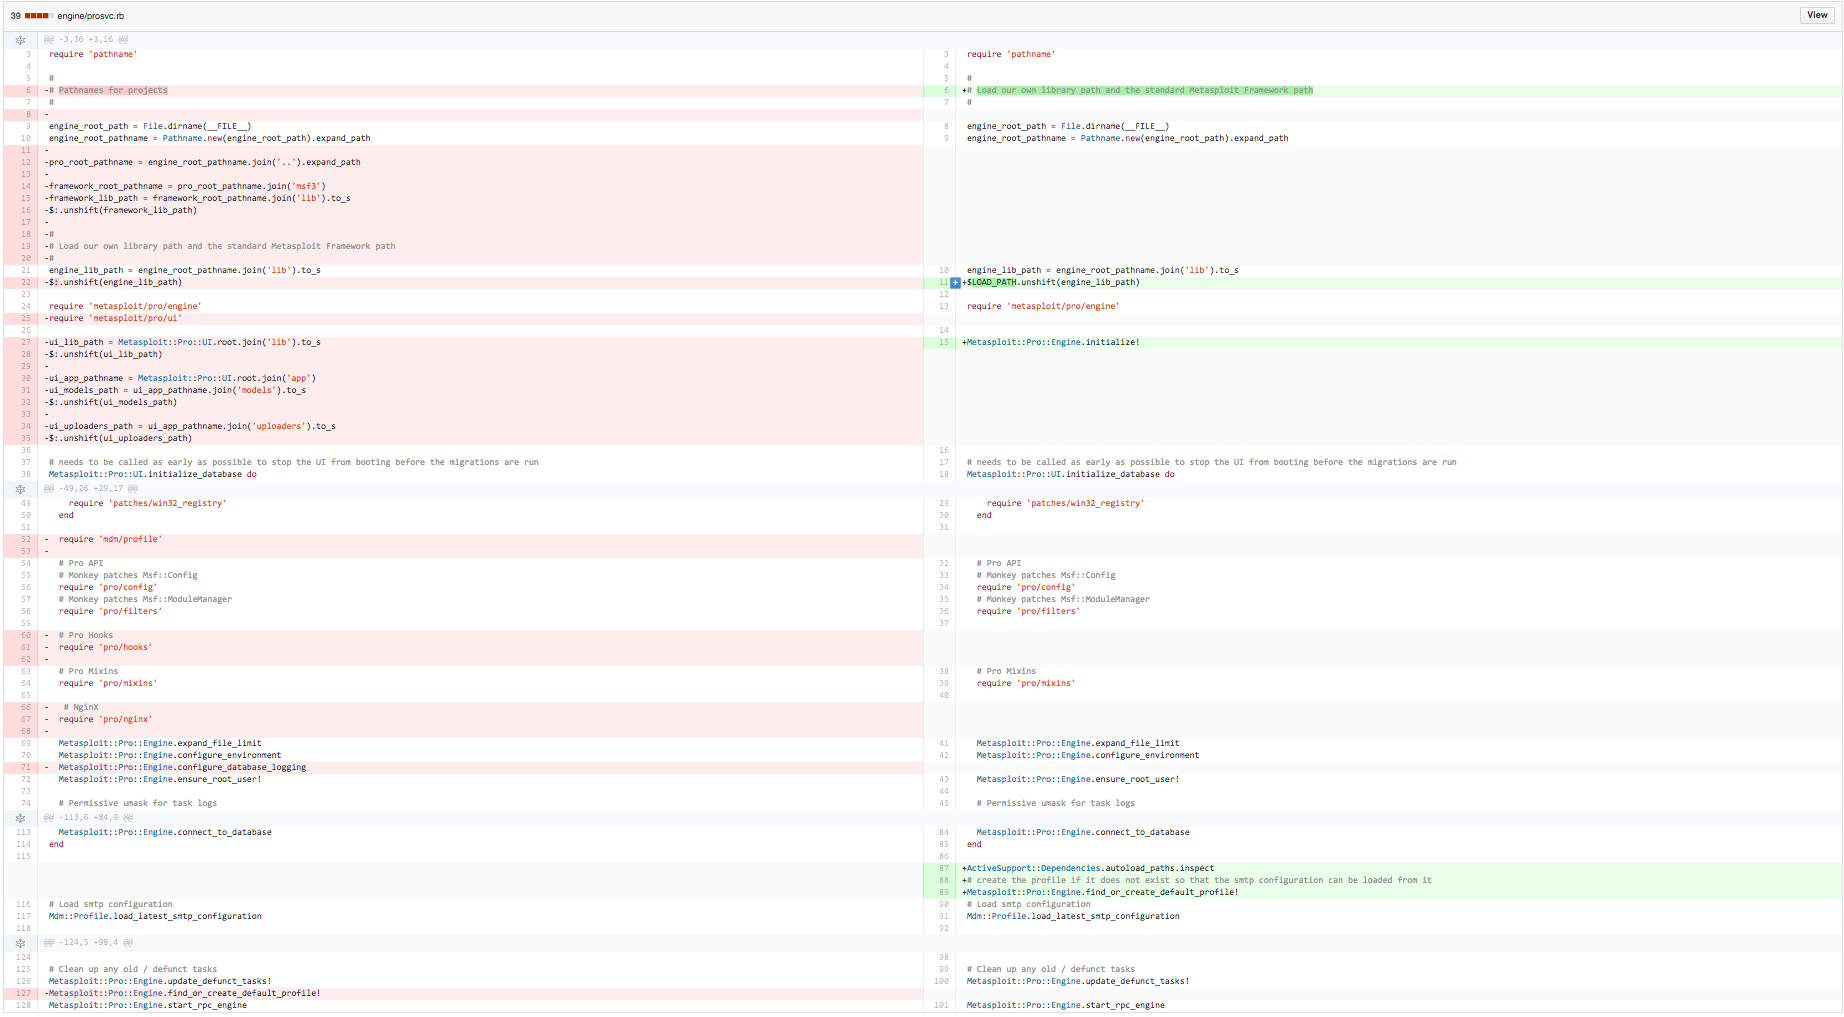 39 engine/prosvc.rb
View
@@ -3,36 +3,16 @@
3 require 'pathname'
4
5 #
6 -# Pathnames for projects
7 #
8 -
9 engine_root_path = File.dirname(__FILE__)
10 engine_root_pathname = Pathname.new(engine_root_path).expand_path
11 -
12 -pro_root_pathname = engine_root_pathname.join('..').expand_path
13 -
14 -framework_root_pathname = pro_root_pathname.join('msf3')
15 -framework_lib_path = framework_root_pathname.join('lib').to_s
16 -$:.unshift(framework_lib_path)
17 -
18 -#
19 -# Load our own library path and the standard Metasploit Framework path
20 -#
21 engine_lib_path = engine_root_pathname.join('lib').to_s
22 -$:.unshift(engine_lib_path)
23
24 require 'metasploit/pro/engine'
25 -require 'metasploit/pro/ui'
26
27 -ui_lib_path = Metasploit::Pro::UI.root.join('lib').to_s
28 -$:.unshift(ui_lib_path)
29 -
30 -ui_app_pathname = Metasploit::Pro::UI.root.join('app')
31 -ui_models_path = ui_app_pathname.join('models').to_s
32 -$:.unshift(ui_models_path)
33 -
34 -ui_uploaders_path = ui_app_pathname.join('uploaders').to_s
35 -$:.unshift(ui_uploaders_path)
36
37 # needs to be called as early as possible to stop the UI from booting before the migrations are run
38 Metasploit::Pro::UI.initialize_database do
@@ -49,26 +29,17 @@
49 require 'patches/win32_registry'
50 end
51
52 - require 'mdm/profile'
53 -
54 # Pro API
55 # Monkey patches Msf::Config
56 require 'pro/config'
57 # Monkey patches Msf::ModuleManager
58 require 'pro/filters'
59
60 - # Pro Hooks
61 - require 'pro/hooks'
62 -
63 # Pro Mixins
64 require 'pro/mixins'
65
66 - # NginX
67 - require 'pro/nginx'
68 -
69 Metasploit::Pro::Engine.expand_file_limit
70 Metasploit::Pro::Engine.configure_environment
71 - Metasploit::Pro::Engine.configure_database_logging
72 Metasploit::Pro::Engine.ensure_root_user!
73
74 # Permissive umask for task logs
@@ -113,6 +84,9 @@
113 Metasploit::Pro::Engine.connect_to_database
114 end
115
116 # Load smtp configuration
117 Mdm::Profile.load_latest_smtp_configuration
118
@@ -124,5 +98,4 @@
124
125 # Clean up any old / defunct tasks
126 Metasploit::Pro::Engine.update_defunct_tasks!
127 -Metasploit::Pro::Engine.find_or_create_default_profile!
128 Metasploit::Pro::Engine.start_rpc_engine
3 require 'pathname'
4
5 #
6 +# Load our own library path and the standard Metasploit Framework path
7 #
8 engine_root_path = File.dirname(__FILE__)
9 engine_root_pathname = Pathname.new(engine_root_path).expand_path
10 engine_lib_path = engine_root_pathname.join('lib').to_s
11 + +$LOAD_PATH.unshift(engine_lib_path)
12
13 require 'metasploit/pro/engine'
14
15 +Metasploit::Pro::Engine.initialize!
16
17 # needs to be called as early as possible to stop the UI from booting before the migrations are run
18 Metasploit::Pro::UI.initialize_database do
29 require 'patches/win32_registry'
30 end
31
32 # Pro API
33 # Monkey patches Msf::Config
34 require 'pro/config'
35 # Monkey patches Msf::ModuleManager
36 require 'pro/filters'
37
38 # Pro Mixins
39 require 'pro/mixins'
40
41 Metasploit::Pro::Engine.expand_file_limit
42 Metasploit::Pro::Engine.configure_environment
43 Metasploit::Pro::Engine.ensure_root_user!
44
45 # Permissive umask for task logs
84 Metasploit::Pro::Engine.connect_to_database
85 end
86
87 +ActiveSupport::Dependencies.autoload_paths.inspect
88 +# create the profile if it does not exist so that the smtp configuration can be loaded from it
89 +Metasploit::Pro::Engine.find_or_create_default_profile!
90 # Load smtp configuration
91 Mdm::Profile.load_latest_smtp_configuration
92
98
99 # Clean up any old / defunct tasks
100 Metasploit::Pro::Engine.update_defunct_tasks!
101 Metasploit::Pro::Engine.start_rpc_engine